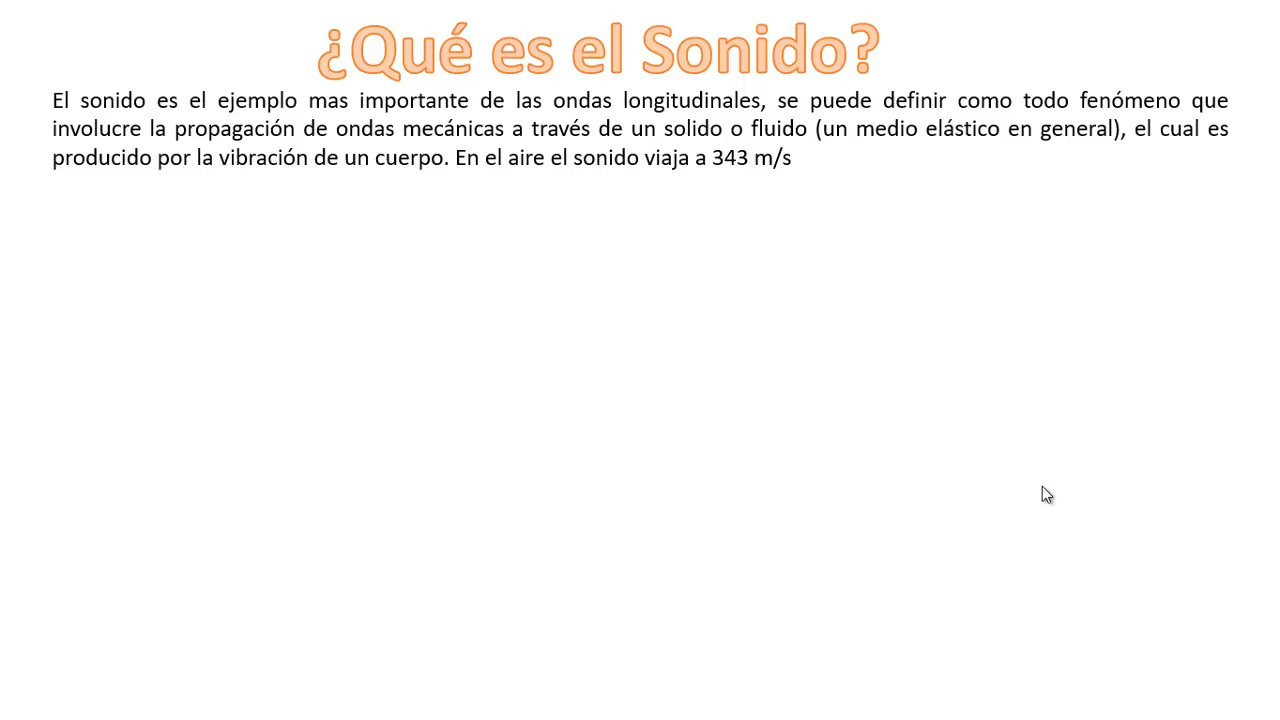 ¿Qué es el Sonido?
El sonido es el ejemplo mas importante de las ondas longitudinales, se puede definir como todo fenómeno que
involucre la propagación de ondas mecánicas a través de un solido o fluido (un medio elástico en general), el cual es
producido por la vibración de un cuerpo. En el aire el sonido viaja a 343 m/s